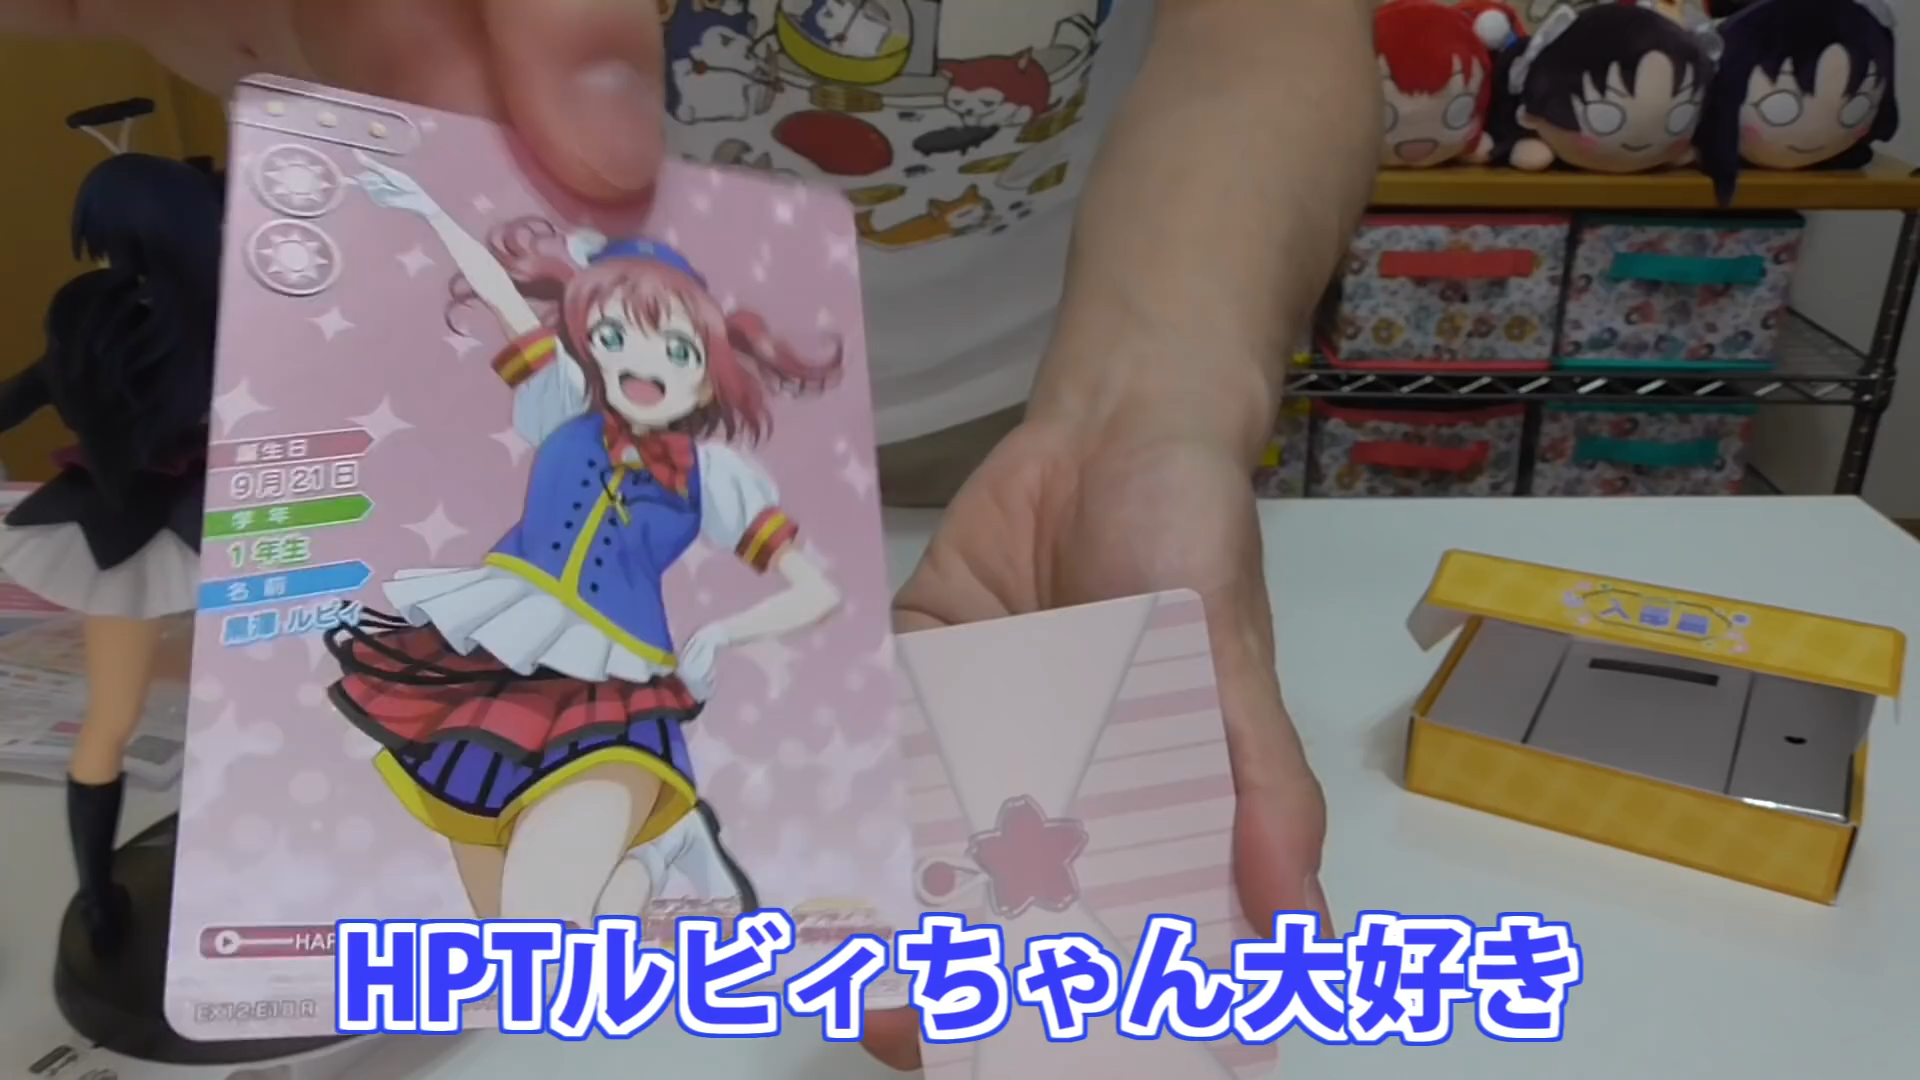 誕生日
9月21日
学年
1年生
名前
黒澤 ルビィ
HAP
EX12-E18 R
入部届
HPTルビィちゃん大好き